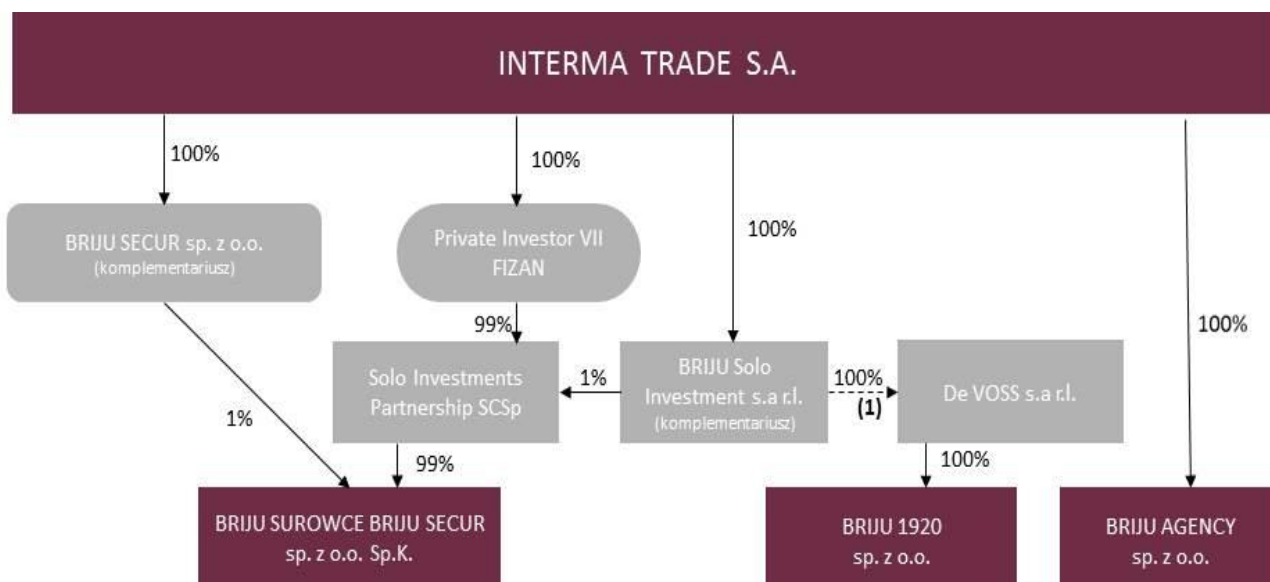 INTERMA TRADE S.A.
100%
100%
100%
100%
BRIJU SECUR sp. z o.o.
(komplementariusz)
Private Investor VII
FIZAN
99%
1%
Solo Investments
Partnership SCSp
1%
BRIJU Solo
Investment s.a r.l.
(komplementariusz)
100%
(1)
De VOSS s.a r.l.
99%
100%
BRIJU SUROWCE BRIJU SECUR
sp. z o.o. Sp.K.
BRIJU 1920
sp. z o.o.
BRIJU AGENCY
sp. z o.o.